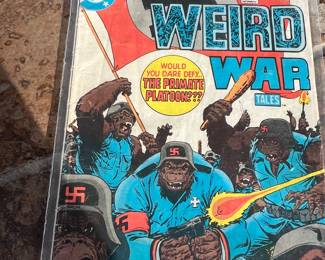 WEIRD
WAR
TALES
WOULD
YOU DARE DEFY...
THE PRIMATE
PLATOON???